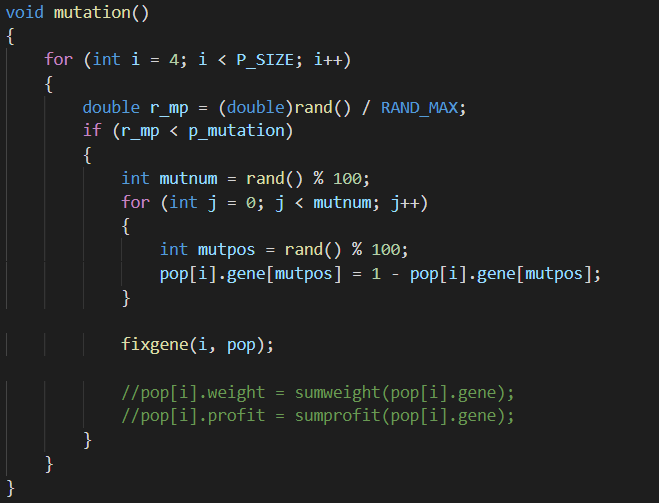 void mutation()
{
    for (int i = 4; i < P_SIZE; i++)
    {
        double r_mp = (double)rand() / RAND_MAX;
        if (r_mp < p_mutation)
        {
            int mutnum = rand() % 100;
            for (int j = 0; j < mutnum; j++)
            {
                int mutpos = rand() % 100;
                pop[i].gene[mutpos] = 1 - pop[i].gene[mutpos];
            }

            fixgene(i, pop);

            //pop[i].weight = sumweight(pop[i].gene);
            //pop[i].profit = sumprofit(pop[i].gene);
        }
    }
}